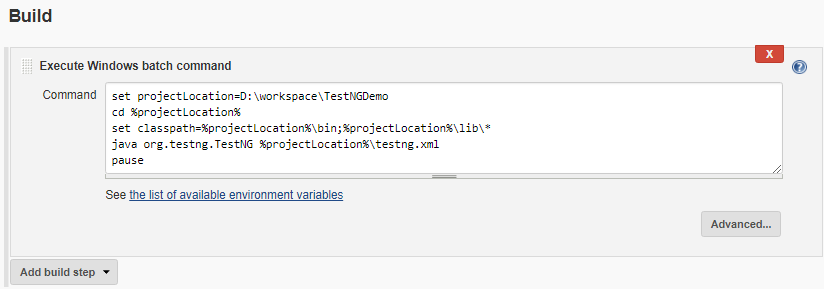 Build
X
Execute Windows batch command
Command
set projectLocation=D:\workspace\TestNGDemo
cd %projectLocation%
set classpath=%projectLocation%\bin;%projectLocation%\lib\*
java org.testng.TestNG %projectLocation%\testng.xml
pause
See the list of available environment variables
Advanced...
Add build step